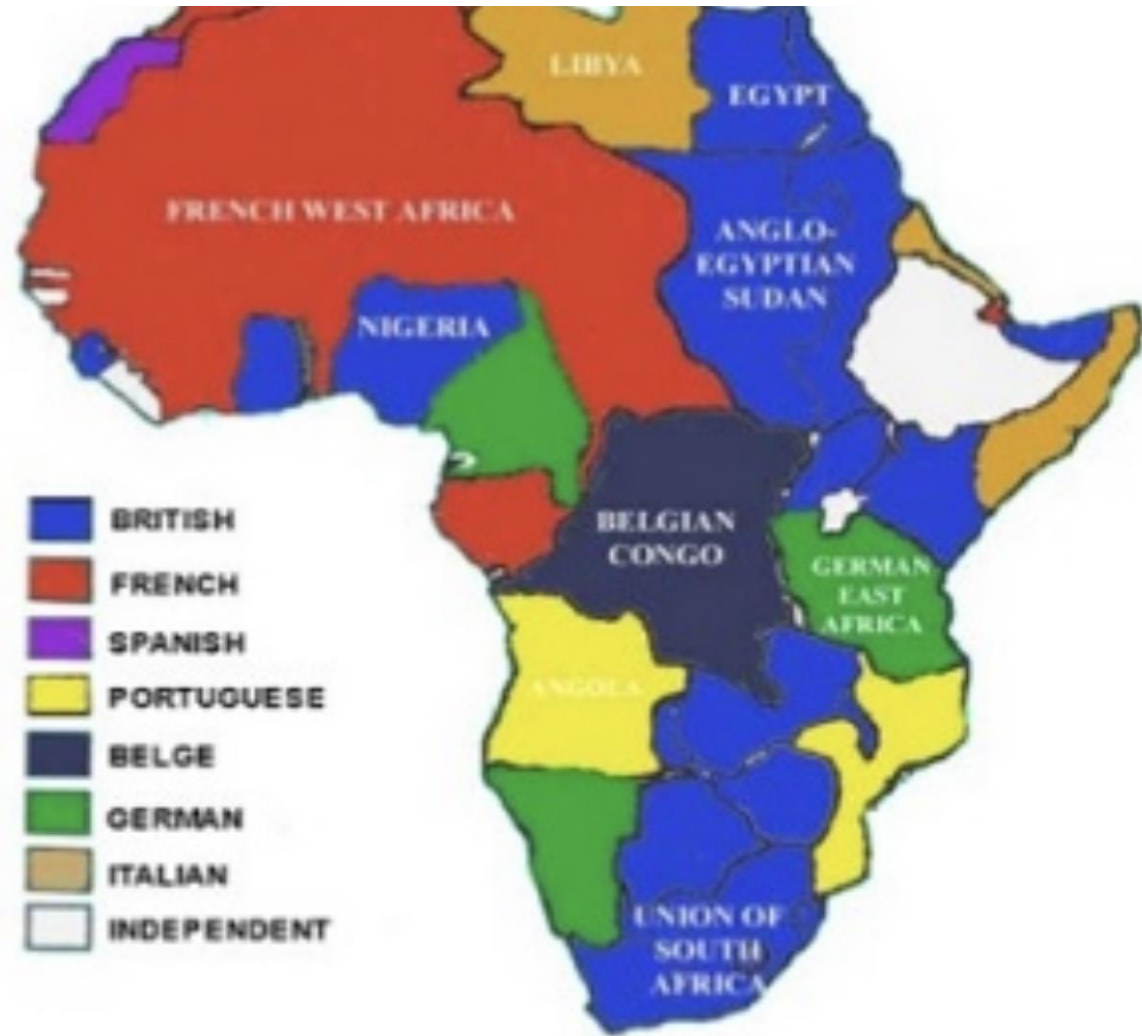 LIBYA
EGYPT
FRENCH WEST AFRICA
ANGLO-
EGYPTIAN
SUDAN
NIGERIA
BELGIAN
CONGO
GERMAN
EAST
AFRICA
ANGOLA
UNION OF
SOUTH
AFRICA
BRITISH
FRENCH
SPANISH
PORTUGUESE
BELGE
GERMAN
ITALIAN
INDEPENDENT